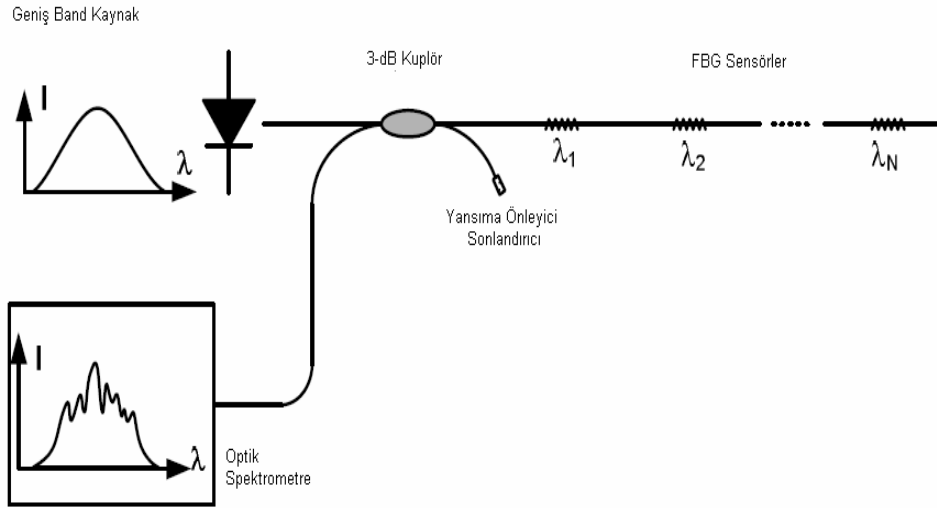 Geniş Band Kaynak
3-dB Kuplör
FBG Sensörler
I
λ
λ1
λ2
λN
Yansıma Önleyici
Sonlandırıcı
I
λ
Optik
Spektrometre